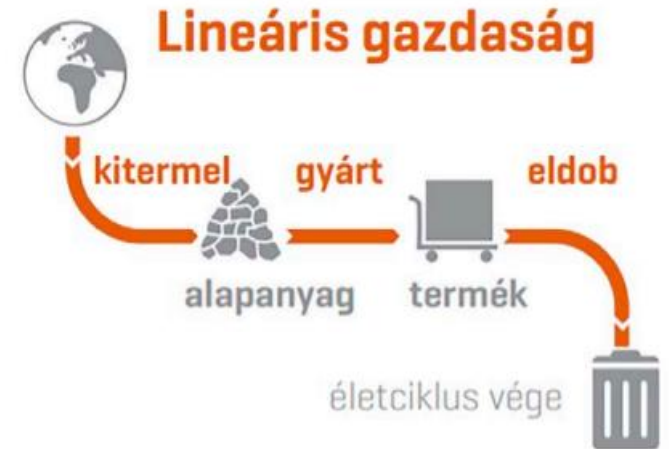 Lineáris gazdaság
kitermel gyárt eldob
alapanyag termék
életciklus vége